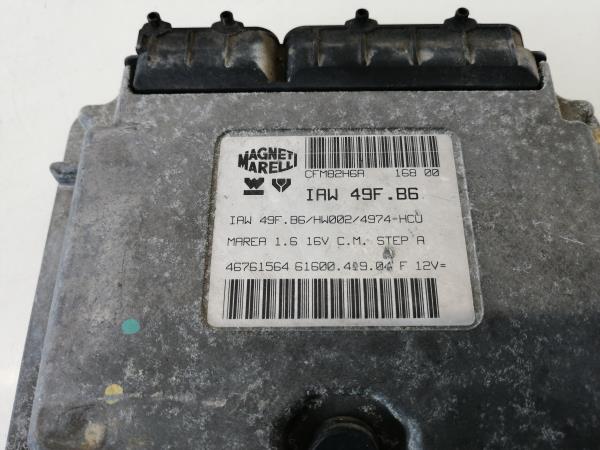 MAGNETI
MARELLI
CFM82H6A 168 00
IAW 49F.B6
IAW 49F.B6/HW002/4974-HCÙ
MAREA 1.6 16V C.M. STEP A
46761564 61600.419.04 F 12V=